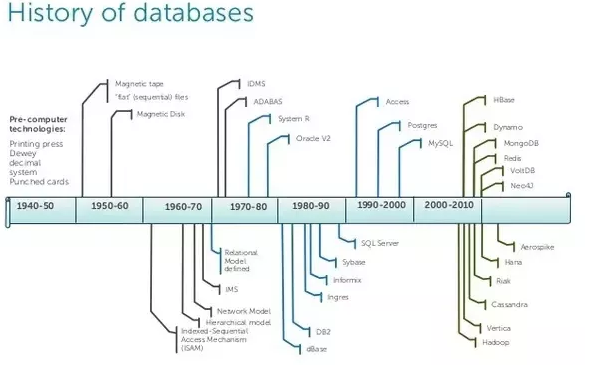 History of databases
Magnetic tape
"flat" (sequential) files
Magnetic Disk
IDMS
ADABAS
System R
Oracle V2
Access
Postgres
MySQL
HBase
Dynamo
MongoDB
Redis
VoltDB
Neo4J
Pre-computer
technologies:
Printing press
Dewey
decimal
system
Punched cards
1940-50
1950-60
1960-70
1970-80
1980-90
1990-2000
2000-2010
Relational
Model
defined
IMS
Network Model
Hierarchical model
Indexed-Sequential
Access Mechanism
(ISAM)
SQL Server
Sybase
Informix
Ingres
DB2
dBase
Aerospike
Hana
Riak
Cassandra
Vertica
Hadoop